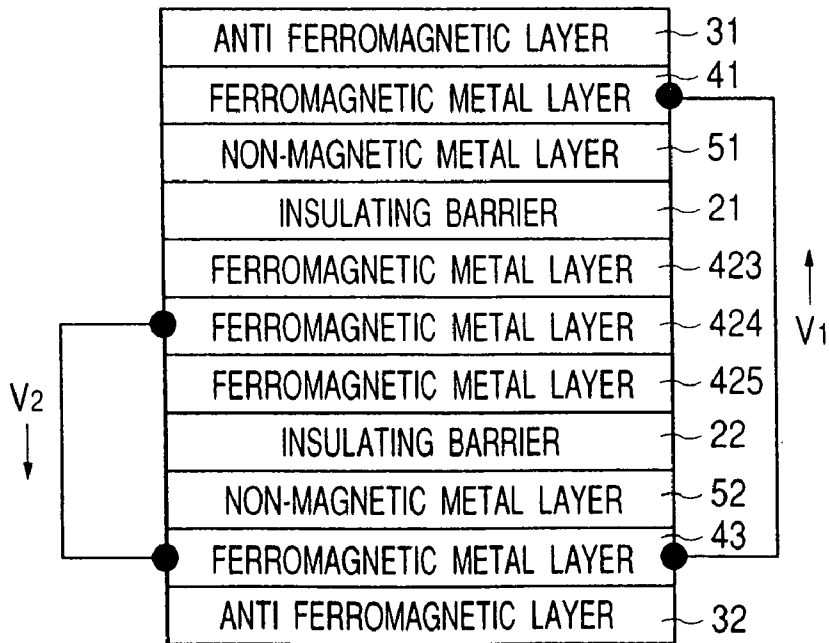 ANTI FERROMAGNETIC LAYER 31
41
FERROMAGNETIC METAL LAYER
NON-MAGNETIC METAL LAYER 51
INSULATING BARRIER 21
FERROMAGNETIC METAL LAYER 423
FERROMAGNETIC METAL LAYER 424
V1
FERROMAGNETIC METAL LAYER 425
V2
INSULATING BARRIER 22
NON-MAGNETIC METAL LAYER 52
43
FERROMAGNETIC METAL LAYER
ANTI FERROMAGNETIC LAYER 32